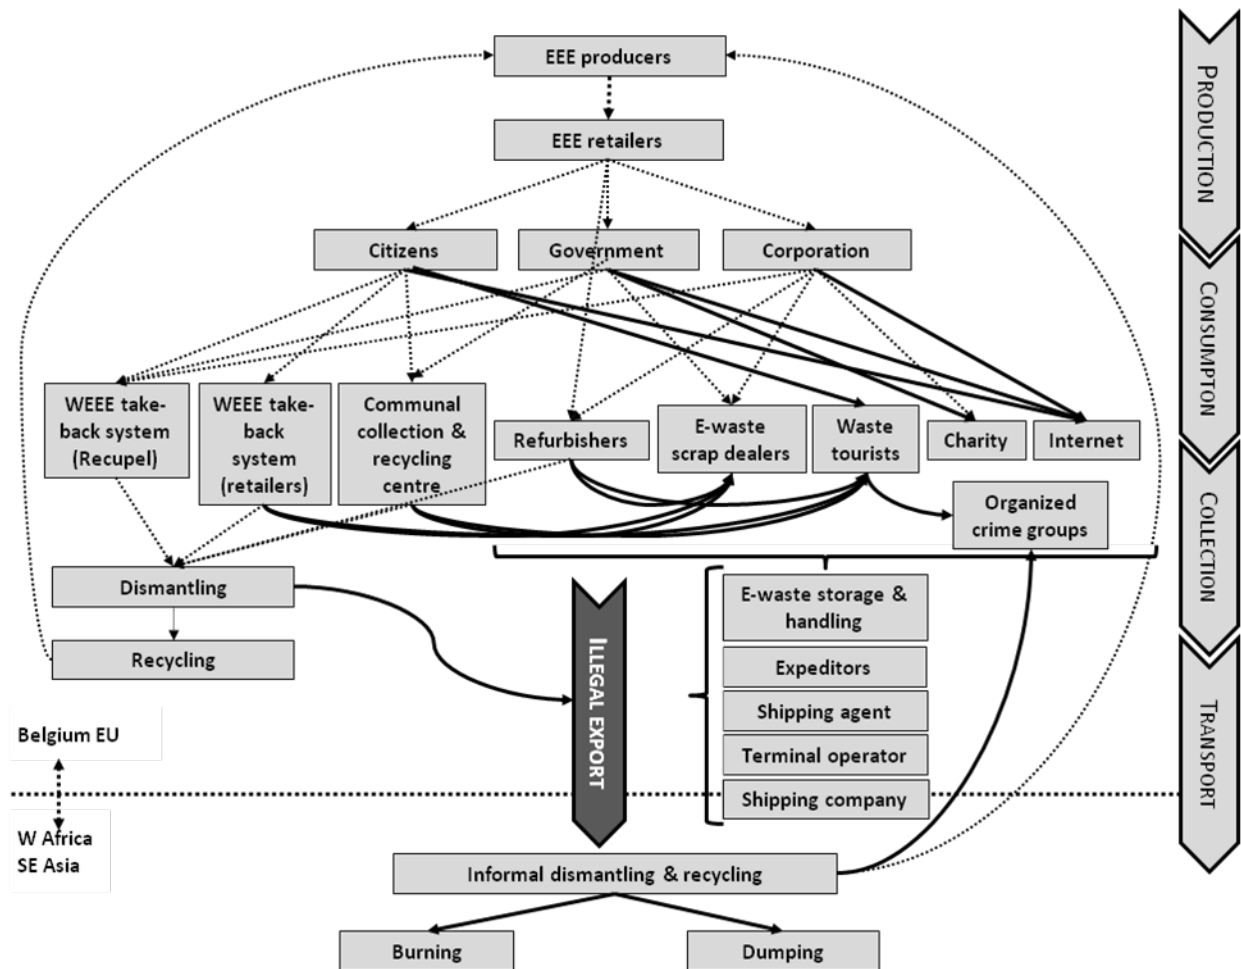 EEE producers
EEE retailers
Citizens
Government
Corporation
WEEE take-
back system
(Recupel)
WEEE take-
back
system
(retailers)
Communal
collection &
recycling
centre
Refurbishers
E-waste
scrap dealers
Waste
tourists
Charity
Internet
Organized
crime groups
Dismantling
Recycling
ILLEGAL EXPORT
E-waste storage &
handling
Expeditors
Shipping agent
Terminal operator
Shipping company
Belgium EU
W Africa
SE Asia
Informal dismantling & recycling
Burning
Dumping
PRODUCTION
CONSUMPTON
COLLECTION
TRANSPORT